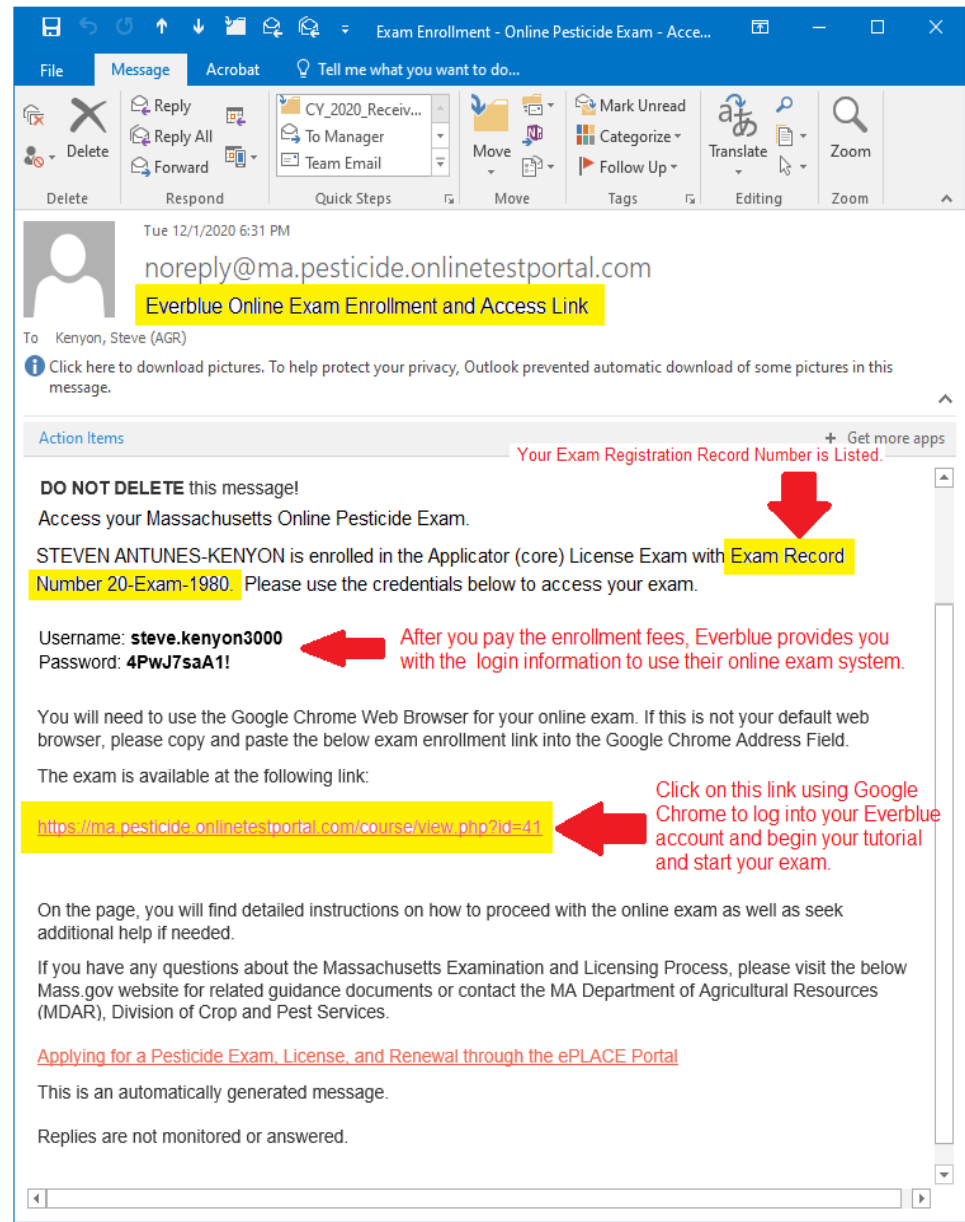 Exam Enrollment - Online Pesticide Exam - Acce...
File Message Acrobat Tell me what you want to do...
Delete
Reply
Reply All
Forward
CY_2020_Receiv...
To Manager
Team Email
Move
Mark Unread
Categorize
Follow Up
Translate
Zoom
Delete Respond Quick Steps Move Tags Editing Zoom
Tue 12/1/2020 6:31 PM
noreply@ma.pesticide.onlinetestportal.com
Everblue Online Exam Enrollment and Access Link
To Kenyon, Steve (AGR)
Click here to download pictures. To help protect your privacy, Outlook prevented automatic download of some pictures in this
message.
Action Items + Get more apps
Your Exam Registration Record Number is Listed.
DO NOT DELETE this message!
Access your Massachusetts Online Pesticide Exam.
STEVEN ANTUNES-KENYON is enrolled in the Applicator (core) License Exam with Exam Record
Number 20-Exam-1980. Please use the credentials below to access your exam.
Username: steve.kenyon3000
Password: 4PwJ7saA1!
After you pay the enrollment fees, Everblue provides you
with the login information to use their online exam system.
You will need to use the Google Chrome Web Browser for your online exam. If this is not your default web
browser, please copy and paste the below exam enrollment link into the Google Chrome Address Field.
The exam is available at the following link:
https://ma.pesticide.onlinetestportal.com/course/view.php?id=41
Click on this link using Google
Chrome to log into your Everblue
account and begin your tutorial
and start your exam.
On the page, you will find detailed instructions on how to proceed with the online exam as well as seek
additional help if needed.
If you have any questions about the Massachusetts Examination and Licensing Process, please visit the below
Mass.gov website for related guidance documents or contact the MA Department of Agricultural Resources
(MDAR), Division of Crop and Pest Services.
Applying for a Pesticide Exam, License, and Renewal through the ePLACE Portal
This is an automatically generated message.
Replies are not monitored or answered.